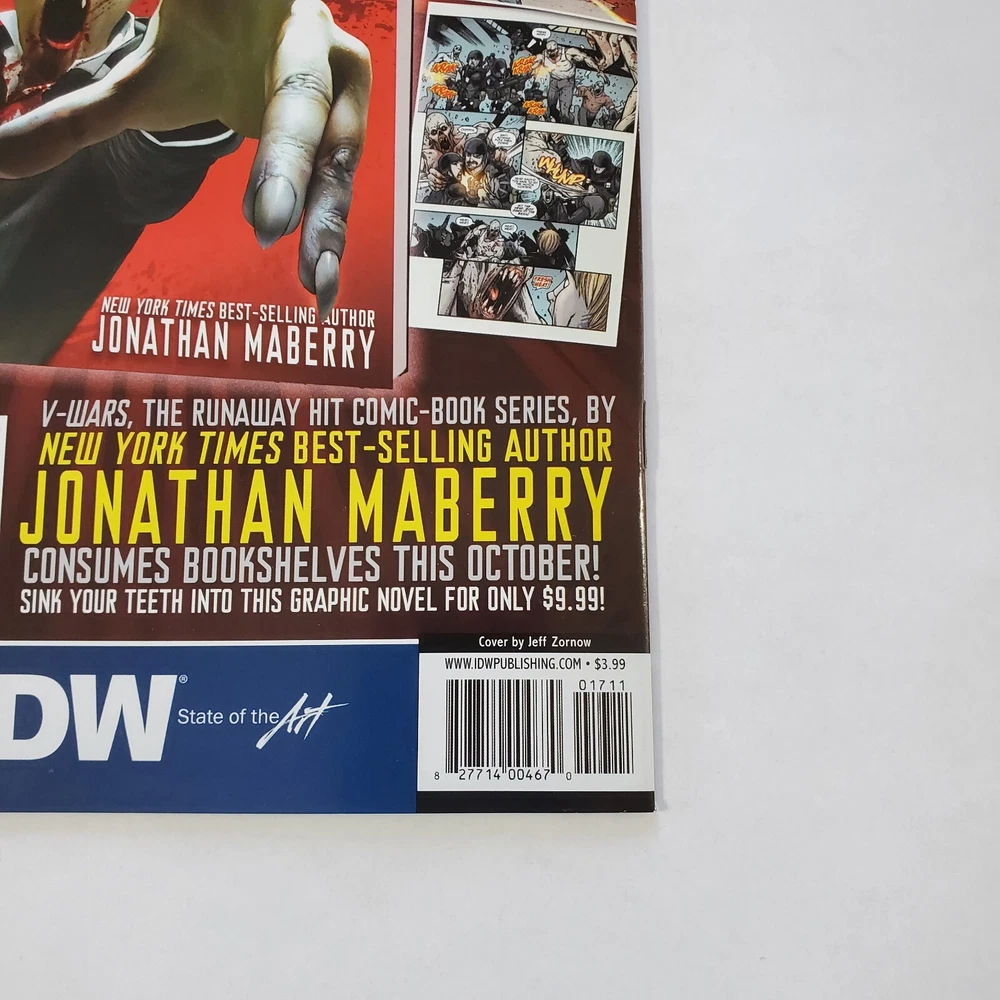 NEW YORK TIMES BEST-SELLING AUTHOR
JONATHAN MABERRY
V-WARS, THE RUNAWAY HIT COMIC-BOOK SERIES, BY
NEW YORK TIMES BEST-SELLING AUTHOR
JONATHAN MABERRY
CONSUMES BOOKSHELVES THIS OCTOBER!
SINK YOUR TEETH INTO THIS GRAPHIC NOVEL FOR ONLY $9.99!
DW®
State of the Art
Cover by Jeff Zornow
WWW.IDWPUBLISHING.COM • $3.99
01711
8 27714 00467 0